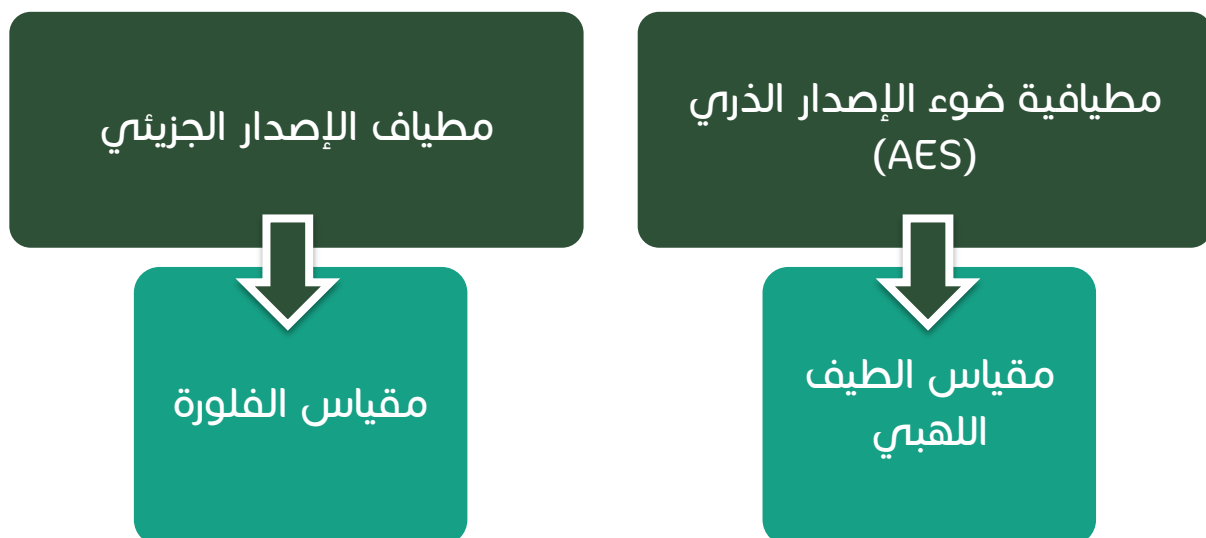 مطيافية ضوء الإصدار الذري
(AES)
مقياس الطيف
اللهبي
مطياف الإصدار الجزيئي
مقياس الفلورة